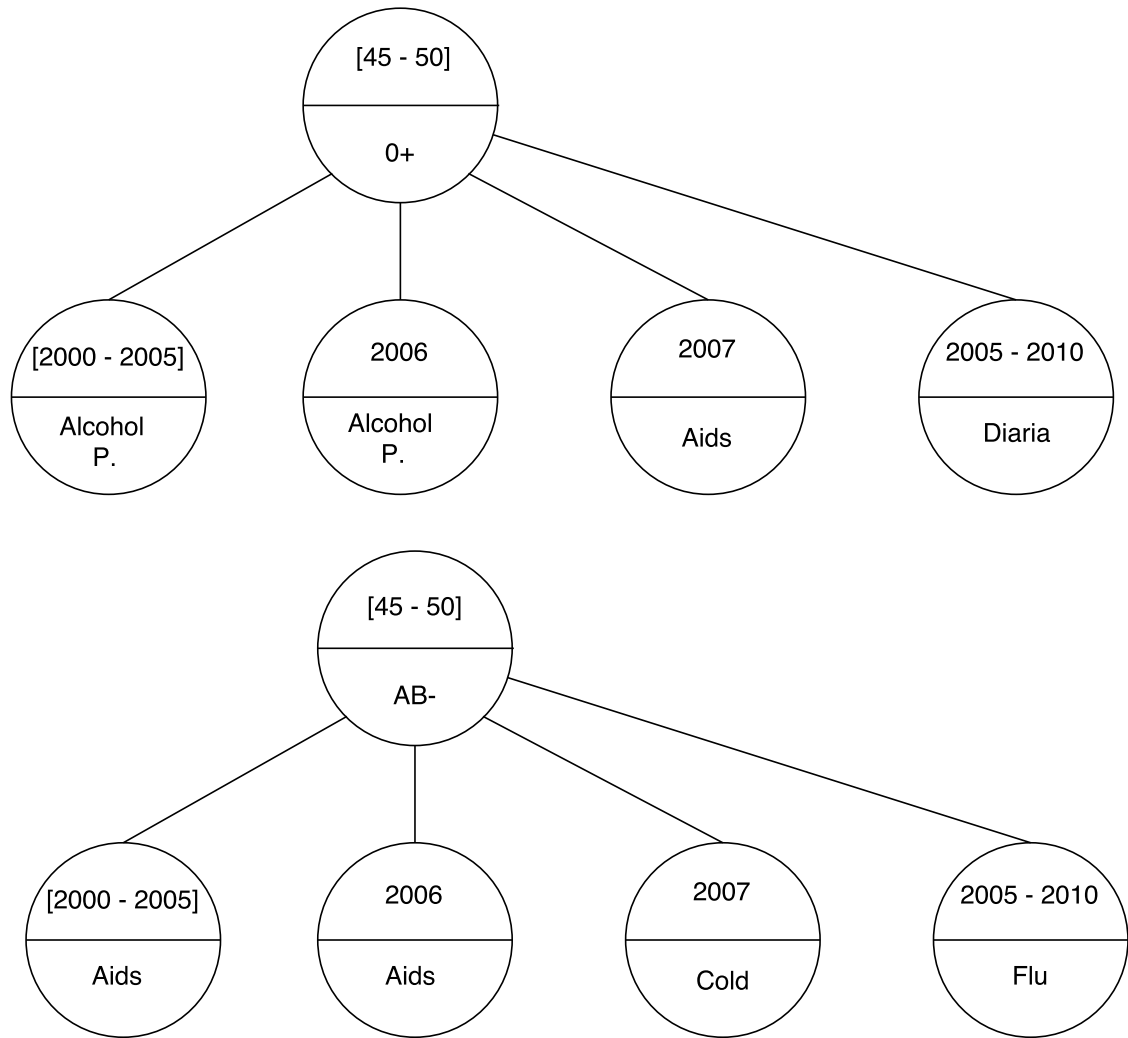 [45 - 50]
0+
[2000 - 2005]
Alcohol
P.
2006
Alcohol
P.
2007
Aids
2005 - 2010
Diaria
[45 - 50]
AB-
[2000 - 2005]
Aids
2006
Aids
2007
Cold
2005 - 2010
Flu